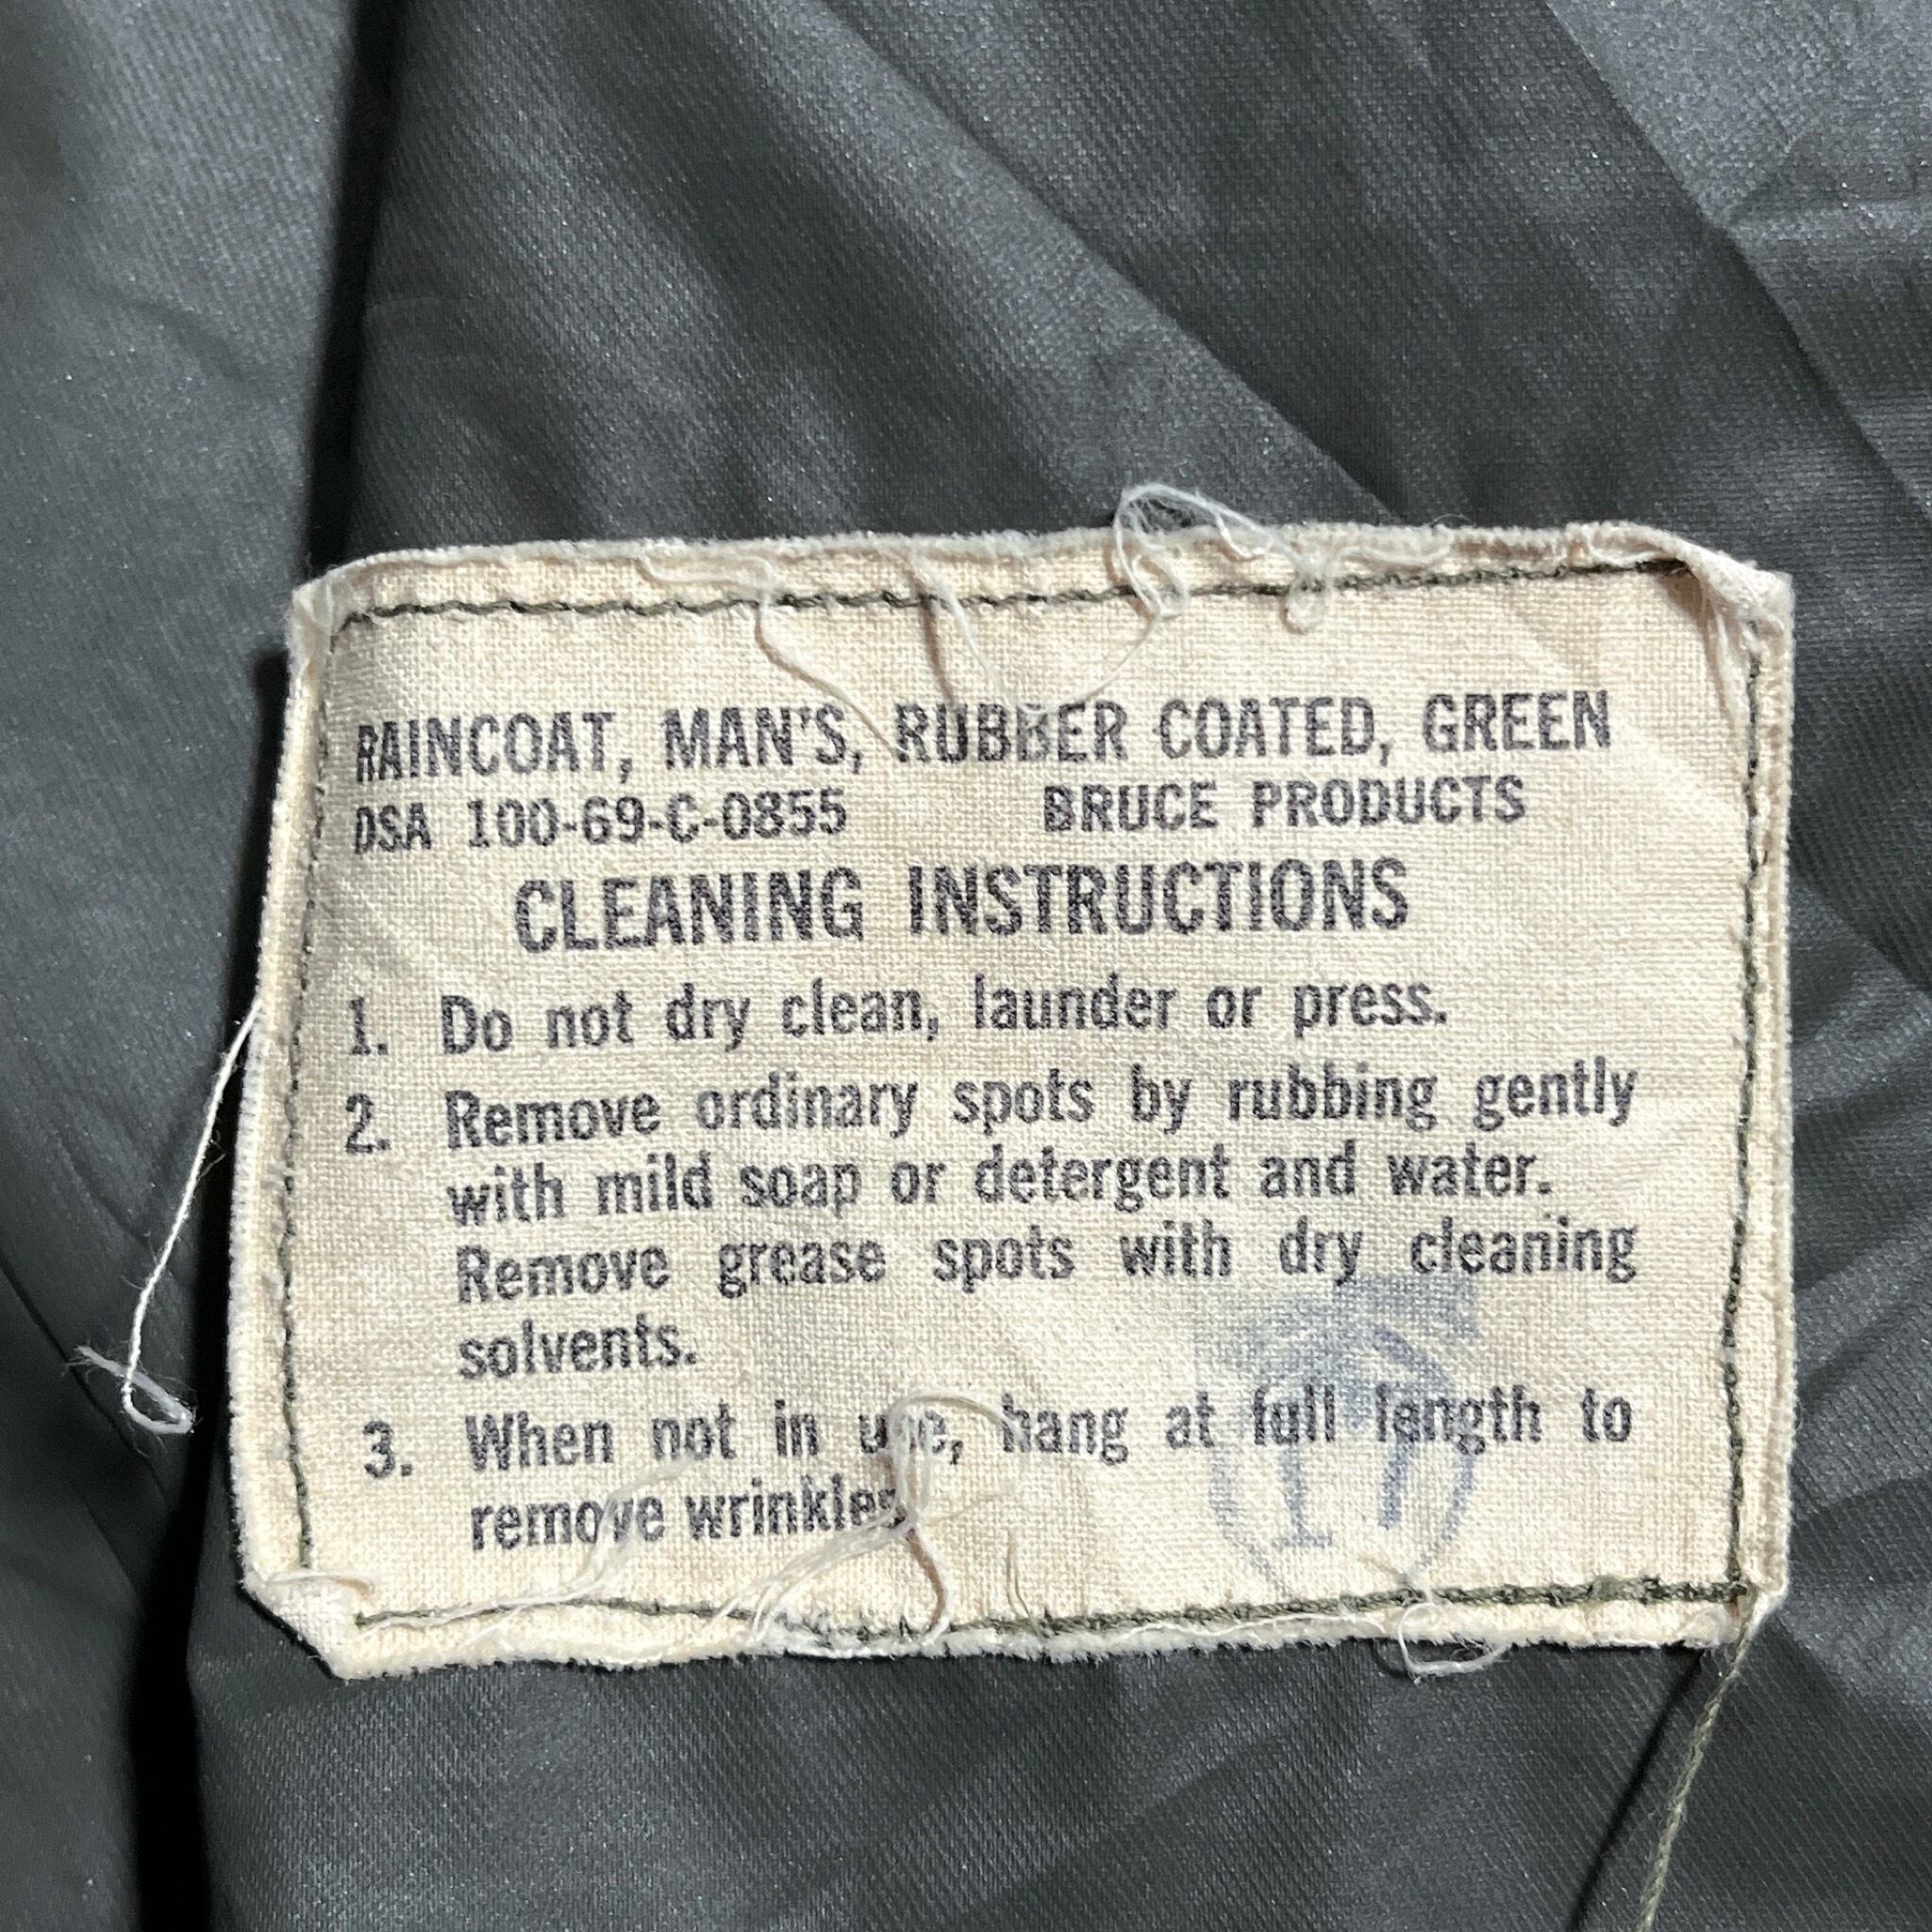 RAINCOAT, MAN'S, RUBBER COATED, GREEN
DSA 100-69-C-0855 BRUCE PRODUCTS
CLEANING INSTRUCTIONS
1. Do not dry clean, launder or press.
2. Remove ordinary spots by rubbing gently
with mild soap or detergent and water.
Remove grease spots with dry cleaning
solvents.
3. When not in use, hang at full length to
remove wrinkles